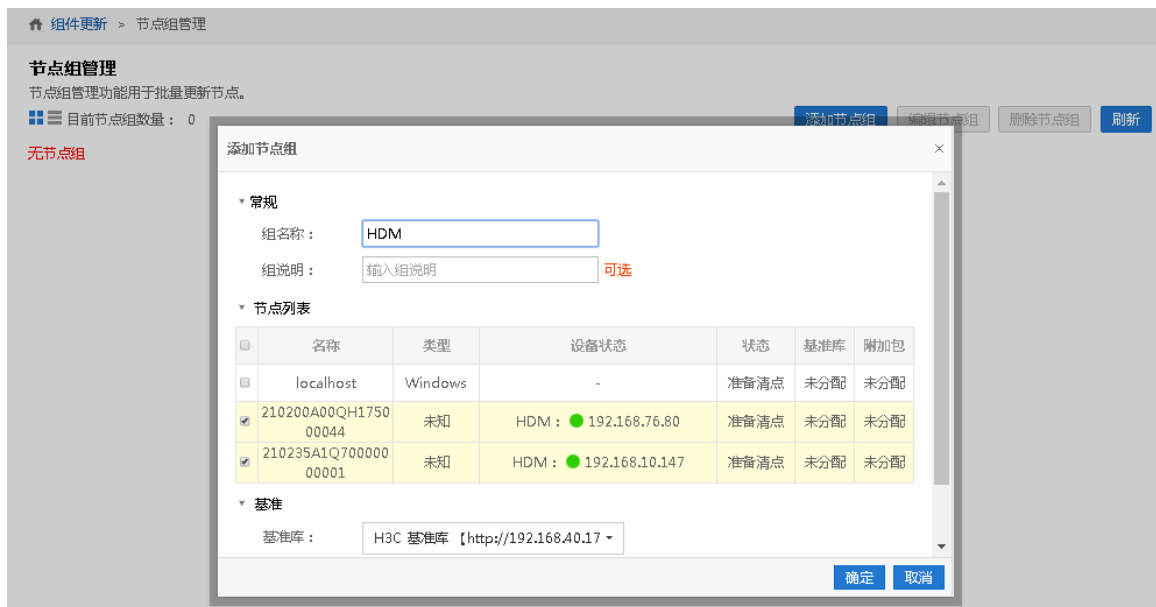 组件更新 > 节点组管理
节点组管理
节点组管理功能用于批量更新节点。
目前节点组数量： 0
添加节点组 编辑节点组 删除节点组 刷新
无节点组
添加节点组 ×
常规
组名称： HDM
组说明： 输入组说明 可选
节点列表
名称 类型 设备状态 状态 基准库 附加包
localhost Windows - 准备清点 未分配 未分配
210200A00QH1750
00044 未知 HDM： 192.168.76.80 准备清点 未分配 未分配
210235A1Q700000
00001 未知 HDM： 192.168.10.147 准备清点 未分配 未分配
基准
基准库： H3C 基准库 【http://192.168.40.17
确定 取消